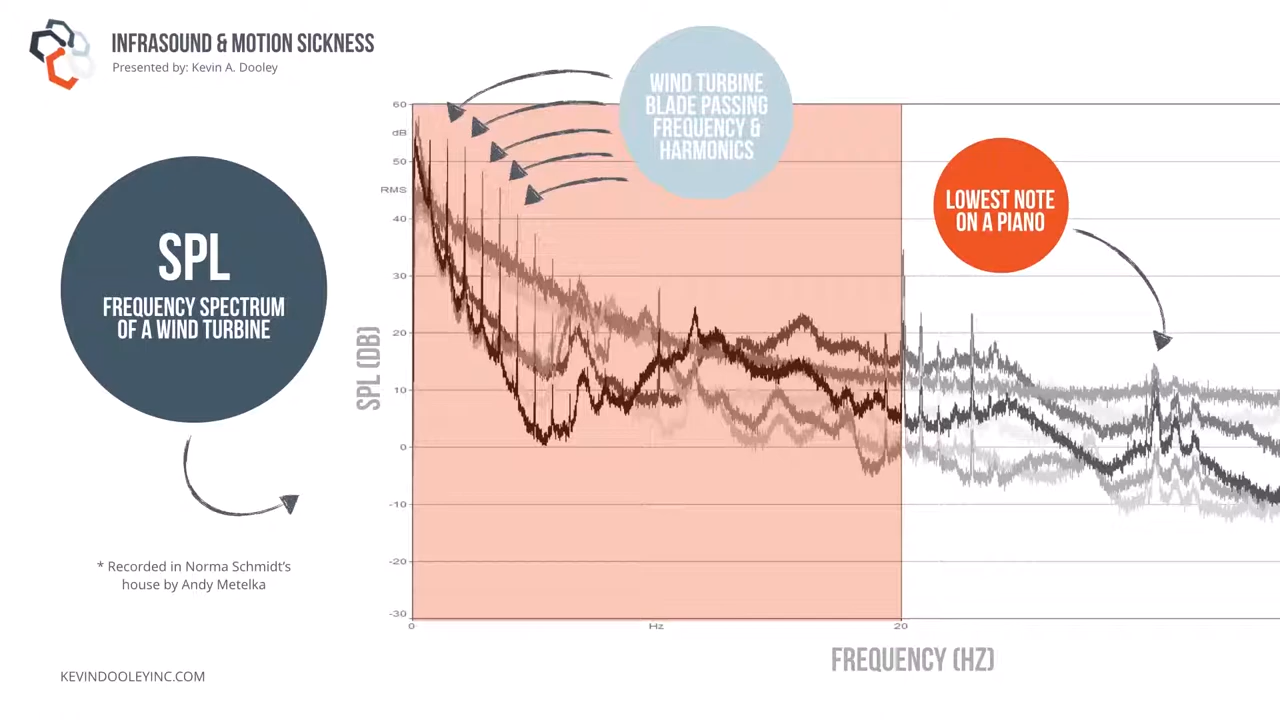 INFRASOUND & MOTION SICKNESS
Presented by: Kevin A. Dooley
SPL
FREQUENCY SPECTRUM
OF A WIND TURBINE
* Recorded in Norma Schmidt's
house by Andy Metelka
KEVINDOOLEYINC.COM
WIND TURBINE
BLADE PASSING
FREQUENCY &
HARMONICS
LOWEST NOTE
ON A PIANO
SPL (DB)
60
dB
50
RMS
40
30
20
10
0
-10
-20
-30
0 Hz 20
FREQUENCY (HZ)